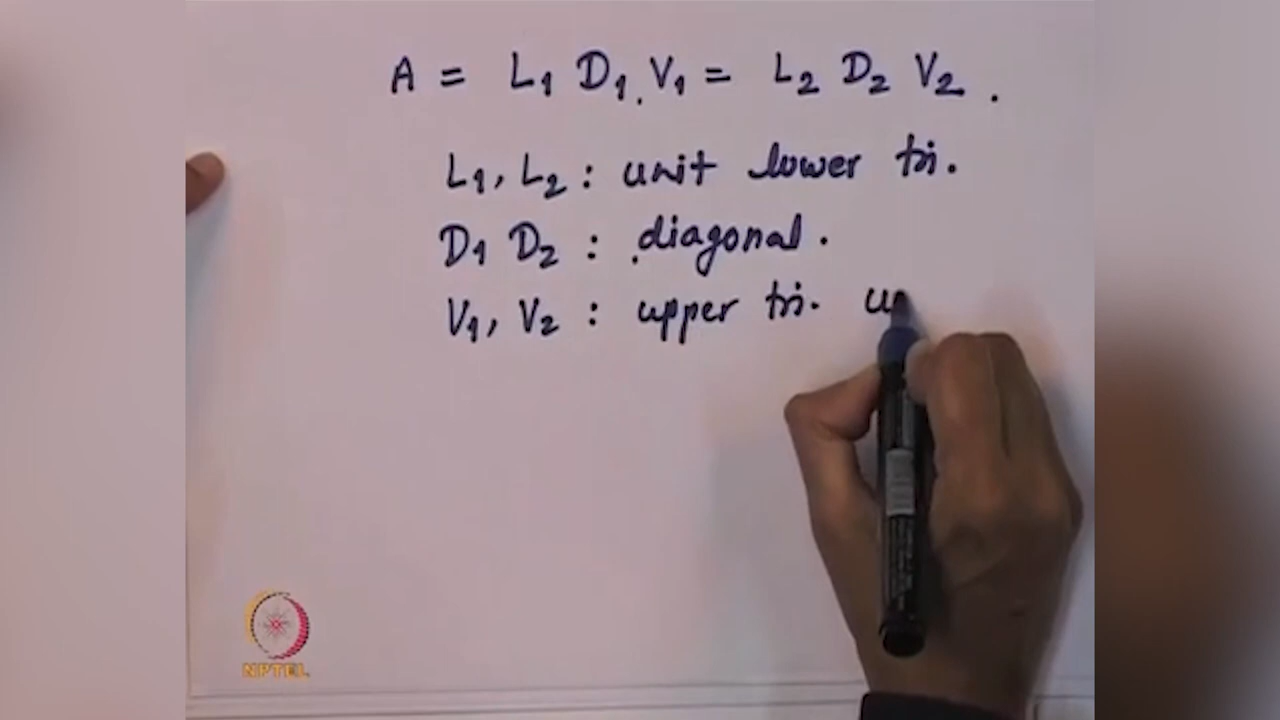 A = L1 D1 V1 = L2 D2 V2 .
L1, L2 : unit lower tri.
D1 D2 : diagonal .
V1, V2 : upper tri. u
NPTEL